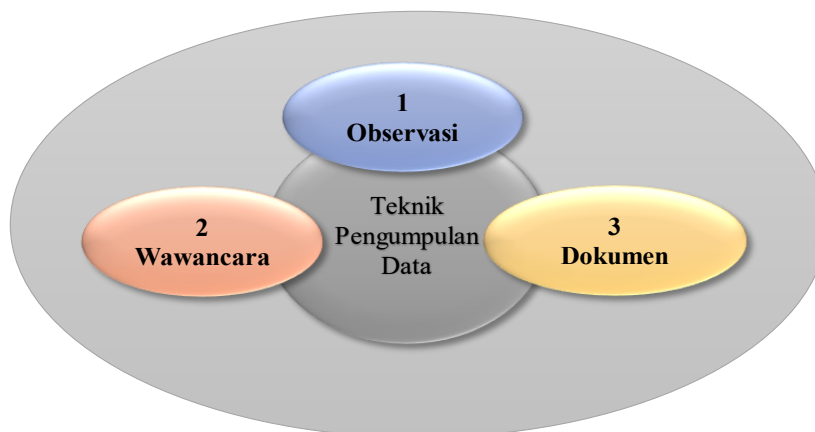 1
Observasi
2
Wawancara
Teknik
Pengumpulan
Data
3
Dokumen